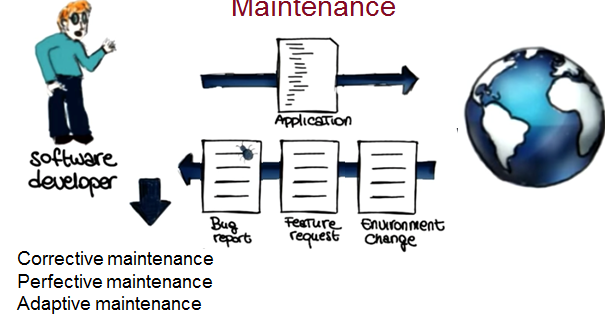 Maintenance
Application
software
developer
Bug
report
Feature
request
Environment
Change
Corrective maintenance
Perfective maintenance
Adaptive maintenance